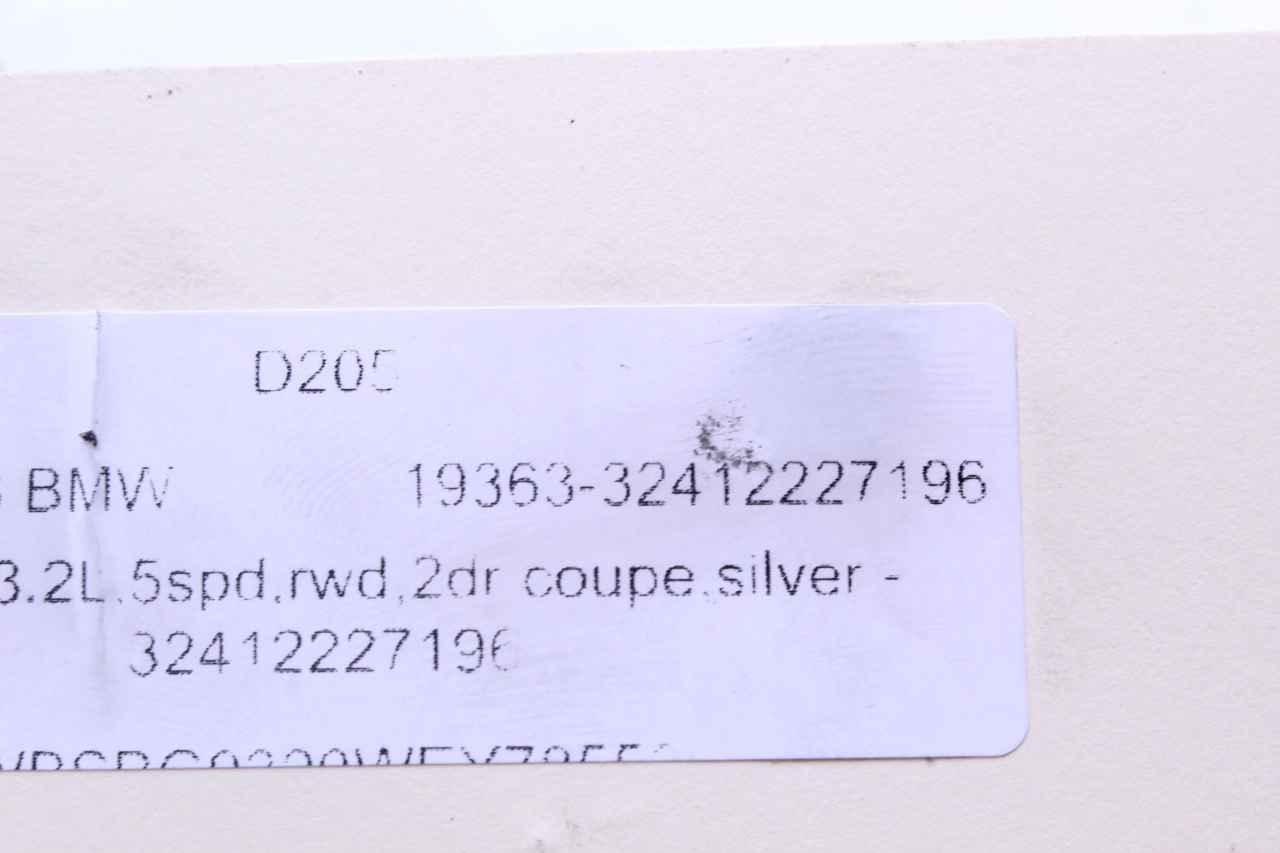 D205
BMW 19363-32412227196
3.2L,5spd,rwd,2dr coupe,silver -
32412227196